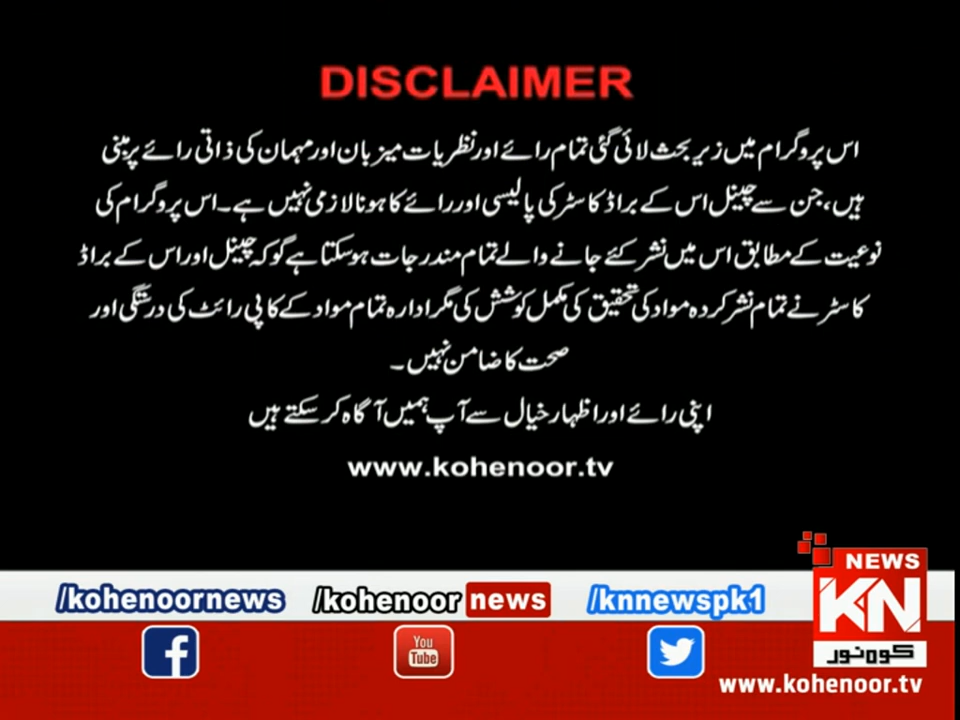 DISCLAIMER
اس پروگرام میں زیرِ بحث لائی گئی تمام رائے اور نظریات میزبان اور مہمان کی ذاتی رائے پر مبنی
ہیں، جن سے چینل اس کے براڈ کاسٹر کی پالیسی اور رائے کا ہونا لازمی نہیں ہے۔ اس پروگرام کی
نوعیت کے مطابق اس میں نشر کئے جانے والے تمام مندرجات ہو سکتا ہے گو کہ چینل اور اس کے براڈ
کاسٹر نے تمام نشر کردہ مواد کی تحقیق کی مکمل کوشش کی مگر ادارہ تمام مواد کے کاپی رائٹ کی درستگی اور
صحت کا ضامن نہیں۔
اپنی رائے اور اظہار خیال سے آپ ہمیں آگاہ کر سکتے ہیں
www.kohenoor.tv
/kohenoornews
/kohenoor news
/knnewspk1
You Tube
NEWS
KN
کوہ نور
www.kohenoor.tv